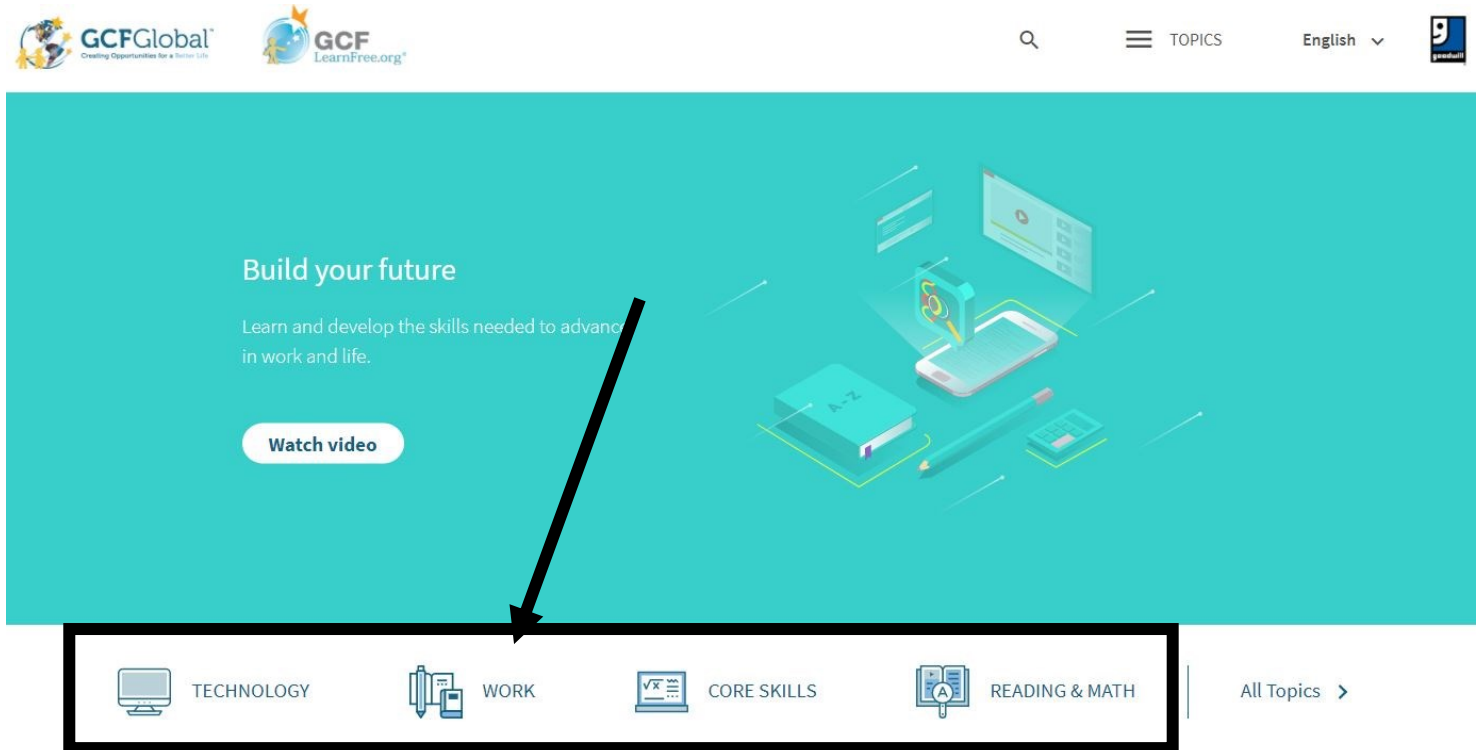 GCFGlobal
Creating Opportunities for a Better Life
GCF
LearnFree.org®
TOPICS
English
goodwill
Build your future
Learn and develop the skills needed to advance
in work and life.
Watch video
A-Z
TECHNOLOGY
WORK
√x
CORE SKILLS
A
READING & MATH
All Topics